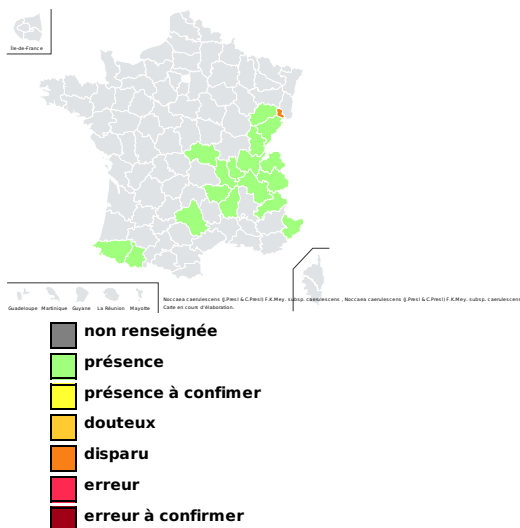 Île-de-France
Guadeloupe Martinique Guyane La Réunion Mayotte
Noccaea caerulescens (J.Presl & C.Presl) F.K.Mey. subsp. caerulescens , Noccaea caerulescens (J.Presl & C.Presl) F.K.Mey. subsp. caerulescens
Carte en cours d'élaboration.
non renseignée
présence
présence à confimer
douteux
disparu
erreur
erreur à confirmer